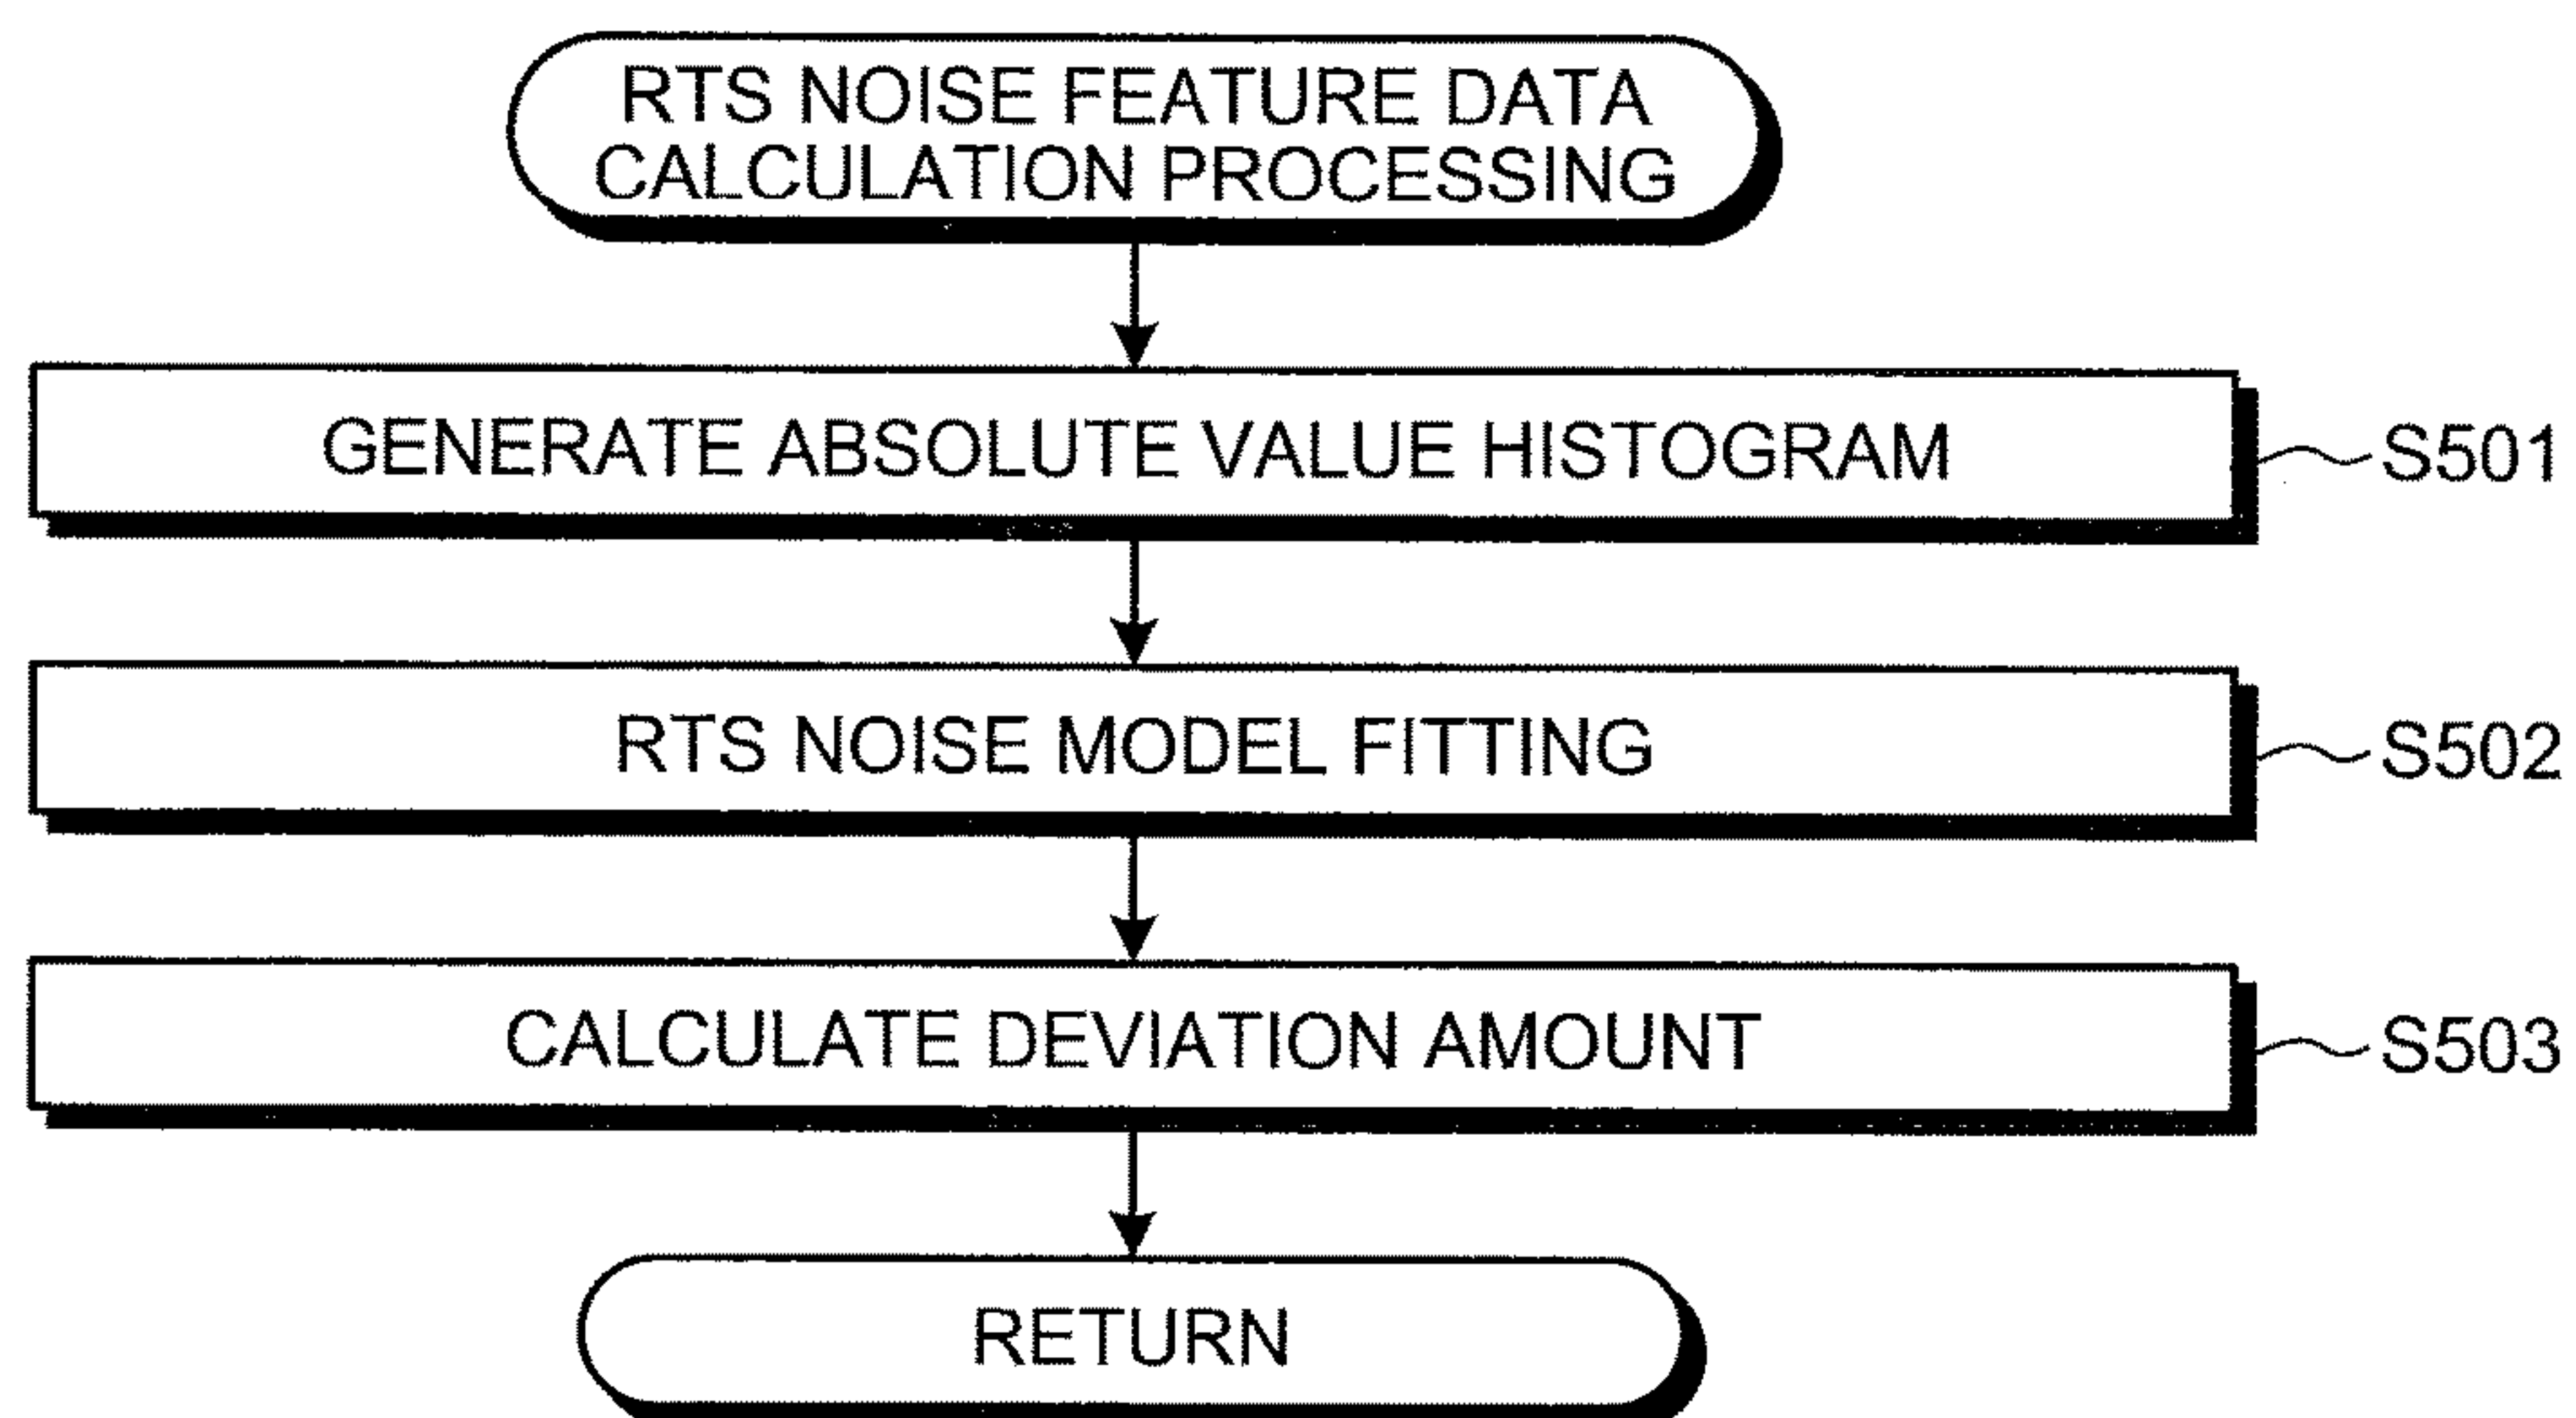 RTS NOISE FEATURE DATA
CALCULATION PROCESSING
GENERATE ABSOLUTE VALUE HISTOGRAM
S501
RTS NOISE MODEL FITTING
S502
CALCULATE DEVIATION AMOUNT
S503
RETURN